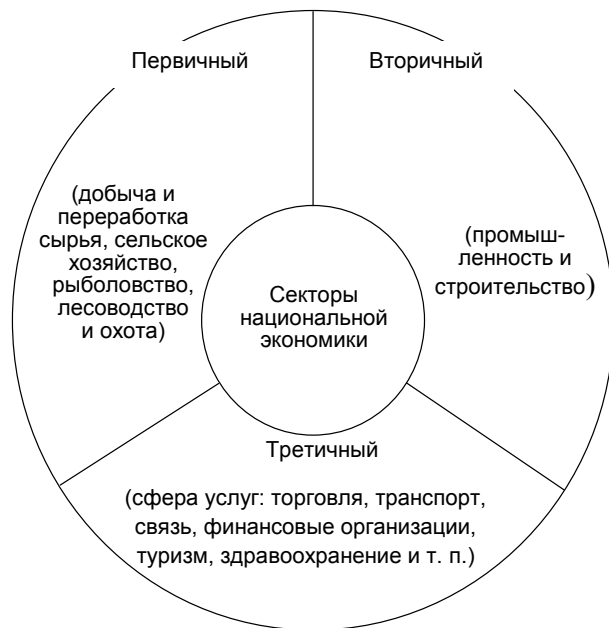 Первичный
Вторичный
(добыча и
переработка
сырья, сельское
хозяйство,
рыболовство,
лесоводство
и охота)
(промыш-
ленность и
строительство)
Секторы
национальной
экономики
Третичный
(сфера услуг: торговля, транспорт,
связь, финансовые организации,
туризм, здравоохранение и т. п.)